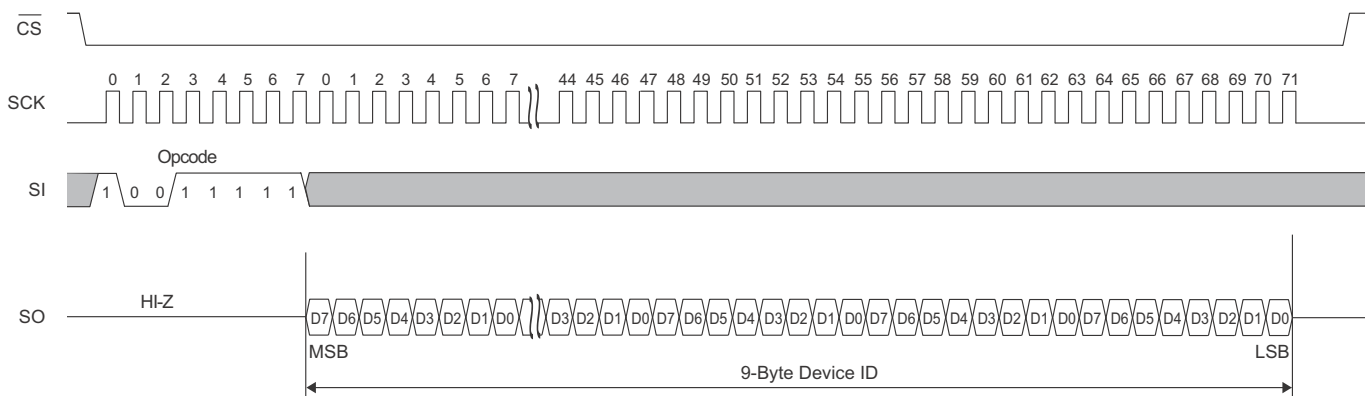 CS
0 1 2 3 4 5 6 7 0 1 2 3 4 5 6 7 44 45 46 47 48 49 50 51 52 53 54 55 56 57 58 59 60 61 62 63 64 65 66 67 68 69 70 71
SCK
Opcode
SI 1 0 0 1 1 1 1 1
HI-Z
SO D7 D6 D5 D4 D3 D2 D1 D0 D3 D2 D1 D0 D7 D6 D5 D4 D3 D2 D1 D0 D7 D6 D5 D4 D3 D2 D1 D0 D7 D6 D5 D4 D3 D2 D1 D0
MSB LSB
9-Byte Device ID